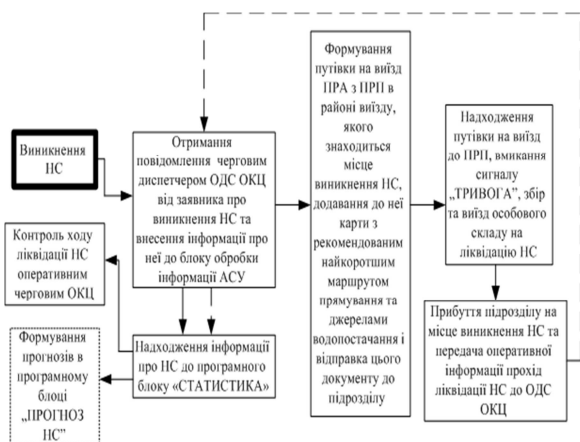 Виникнення
НС
Отримання
повідомлення черговим
диспетчером ОДС ОКЦ
від заявника про
виникнення НС та
внесення інформації про
неї до блоку обробки
інформації АСУ
Формування
путівки на виїзд
ПРА з ПРП в
районі виїзду,
якого
знаходиться
місце
виникнення НС,
додавання до неї
карти з
рекомендованим
найкоротшим
маршрутом
прямування та
джерелами
водопостачання і
відправка цього
документу до
підрозділу
Надходження
путівки на виїзд
до ПРП, вмикання
сигналу
„ТРИВОГА”, збір
та виїзд особового
складу на
ліквідацію НС
Контроль ходу
ліквідації НС
оперативним
черговим ОКЦ
Надходження інформації
про НС до програмного
блоку «СТАТИСТИКА»
Прибуття підрозділу на
місце виникнення НС та
передача оперативної
інформації прохід
ліквідації НС до ОДС
ОКЦ
Формування
прогнозів в
програмному
блоці
„ПРОГНОЗ
НС”